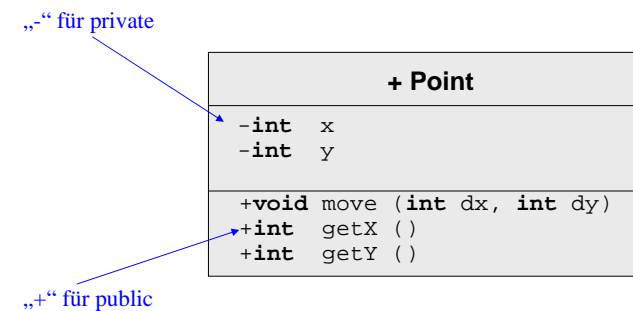 „-“ für private
+ Point
-int x
-int y
+void move (int dx, int dy)
+int getX ()
+int getY ()
„+“ für public